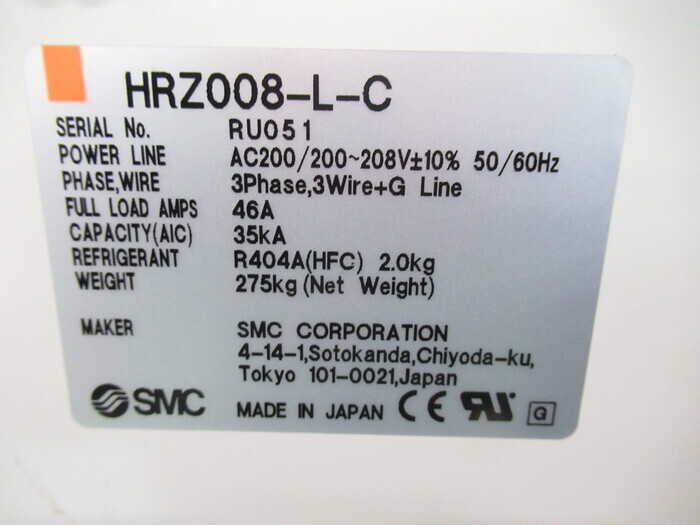 HRZ008-L-C
SERIAL No. RU051
POWER LINE AC200/200~208V±10% 50/60Hz
PHASE,WIRE 3Phase,3Wire+G Line
FULL LOAD AMPS 46A
CAPACITY(AIC) 35kA
REFRIGERANT R404A(HFC) 2.0kg
WEIGHT 275kg(Net Weight)
MAKER SMC CORPORATION
4-14-1,Sotokanda,Chiyoda-ku,
Tokyo 101-0021,Japan
SMC MADE IN JAPAN CE RU G